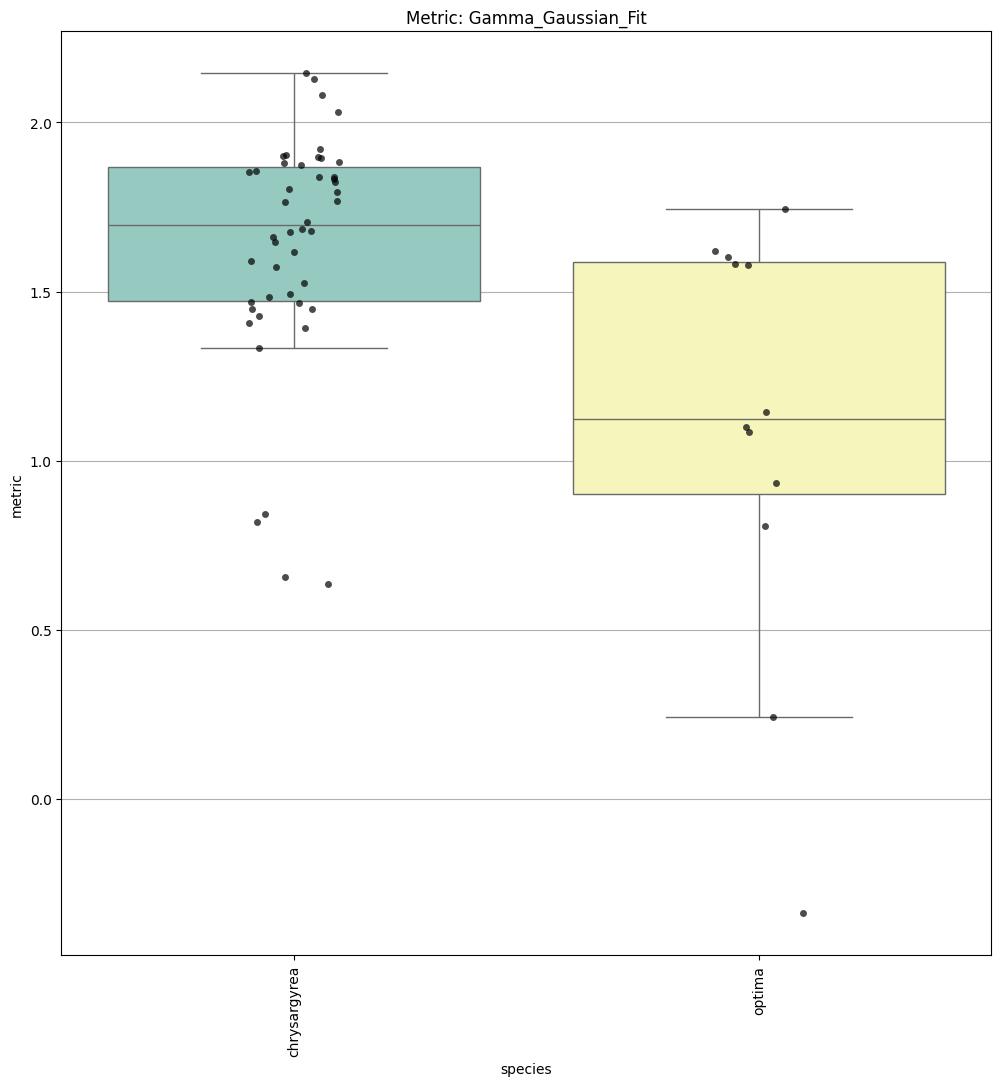 Metric: Gamma_Gaussian_Fit
metric
2.0
1.5
1.0
0.5
0.0
chrysargyrea
optima
species